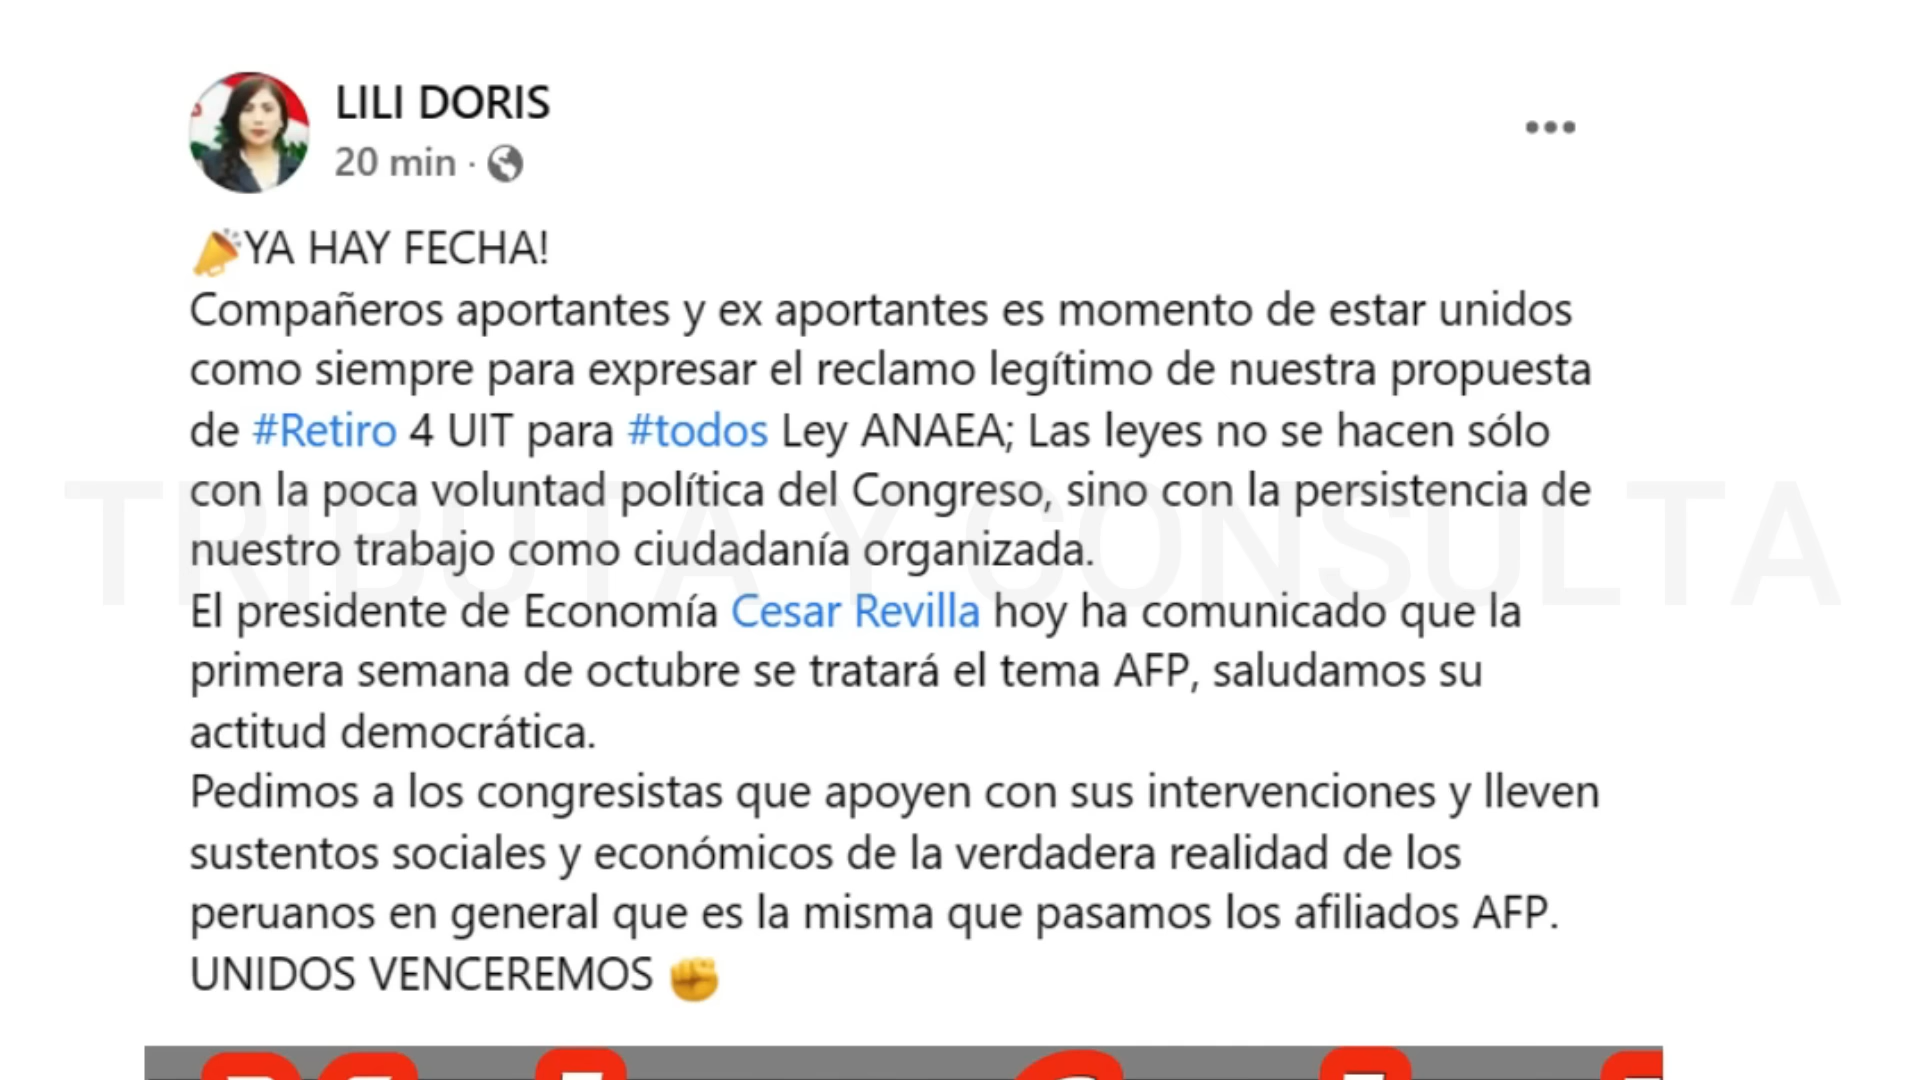 LILI DORIS
20 min ·
YA HAY FECHA!
Compañeros aportantes y ex aportantes es momento de estar unidos
como siempre para expresar el reclamo legítimo de nuestra propuesta
de #Retiro 4 UIT para #todos Ley ANAEA; Las leyes no se hacen sólo
con la poca voluntad política del Congreso, sino con la persistencia de
TRIBUTA Y CONSULTA
nuestro trabajo como ciudadanía organizada.
El presidente de Economía Cesar Revilla hoy ha comunicado que la
primera semana de octubre se tratará el tema AFP, saludamos su
actitud democrática.
Pedimos a los congresistas que apoyen con sus intervenciones y lleven
sustentos sociales y económicos de la verdadera realidad de los
peruanos en general que es la misma que pasamos los afiliados AFP.
UNIDOS VENCEREMOS